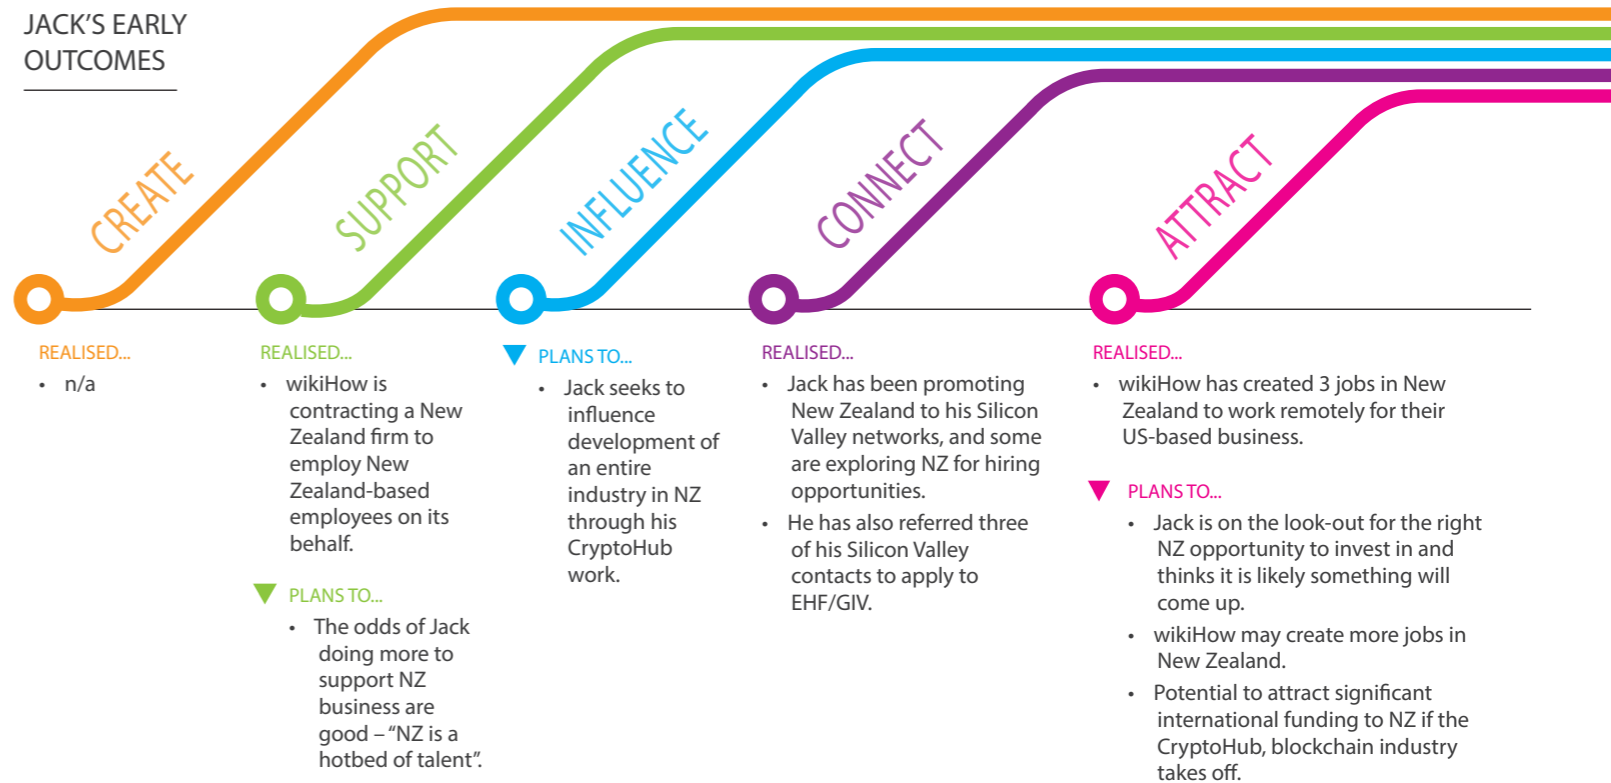 JACK'S EARLY
OUTCOMES
CREATE
SUPPORT
INFLUENCE
CONNECT
ATTRACT
REALISED...
• n/a
REALISED...
• wikiHow is
contracting a New
Zealand firm to
employ New
Zealand-based
employees on its
behalf.
PLANS TO...
• The odds of Jack
doing more to
support NZ
business are
good – “NZ is a
hotbed of talent”.
PLANS TO...
• Jack seeks to
influence
development of
an entire
industry in NZ
through his
CryptoHub
work.
REALISED...
• Jack has been promoting
New Zealand to his Silicon
Valley networks, and some
are exploring NZ for hiring
opportunities.
• He has also referred three
of his Silicon Valley
contacts to apply to
EHF/GIV.
REALISED...
• wikiHow has created 3 jobs in New
Zealand to work remotely for their
US-based business.
PLANS TO...
• Jack is on the look-out for the right
NZ opportunity to invest in and
thinks it is likely something will
come up.
• wikiHow may create more jobs in
New Zealand.
• Potential to attract significant
international funding to NZ if the
CryptoHub, blockchain industry
takes off.